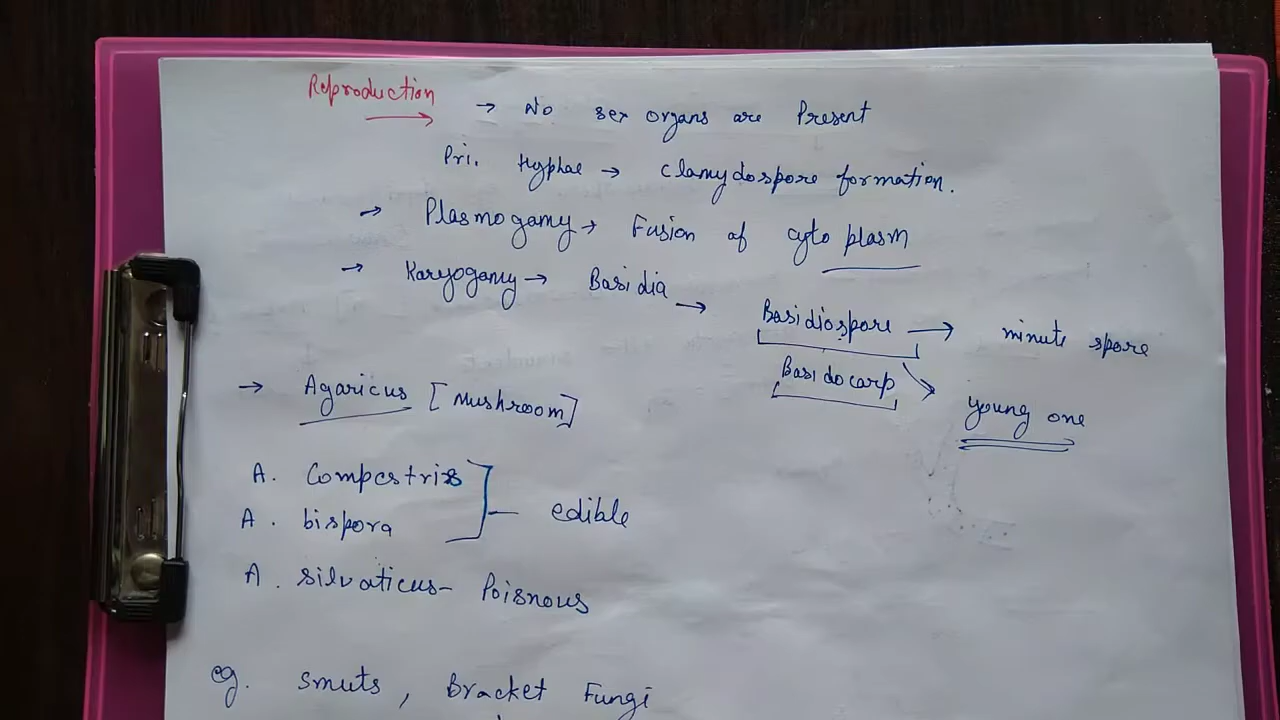 Reproduction → No sex organs are Present
Pri. Hyphae → Clamydospore formation.
→ Plasmogamy → Fusion of cytoplasm
→ Karyogamy → Basidia → Basidiospore → minute spore
Basidocarp → young one
→ Agaricus [Mushroom]
A. Compestris
A. bispora
edible
A. silvaticus - Poisnous
eg. smuts, Bracket Fungi